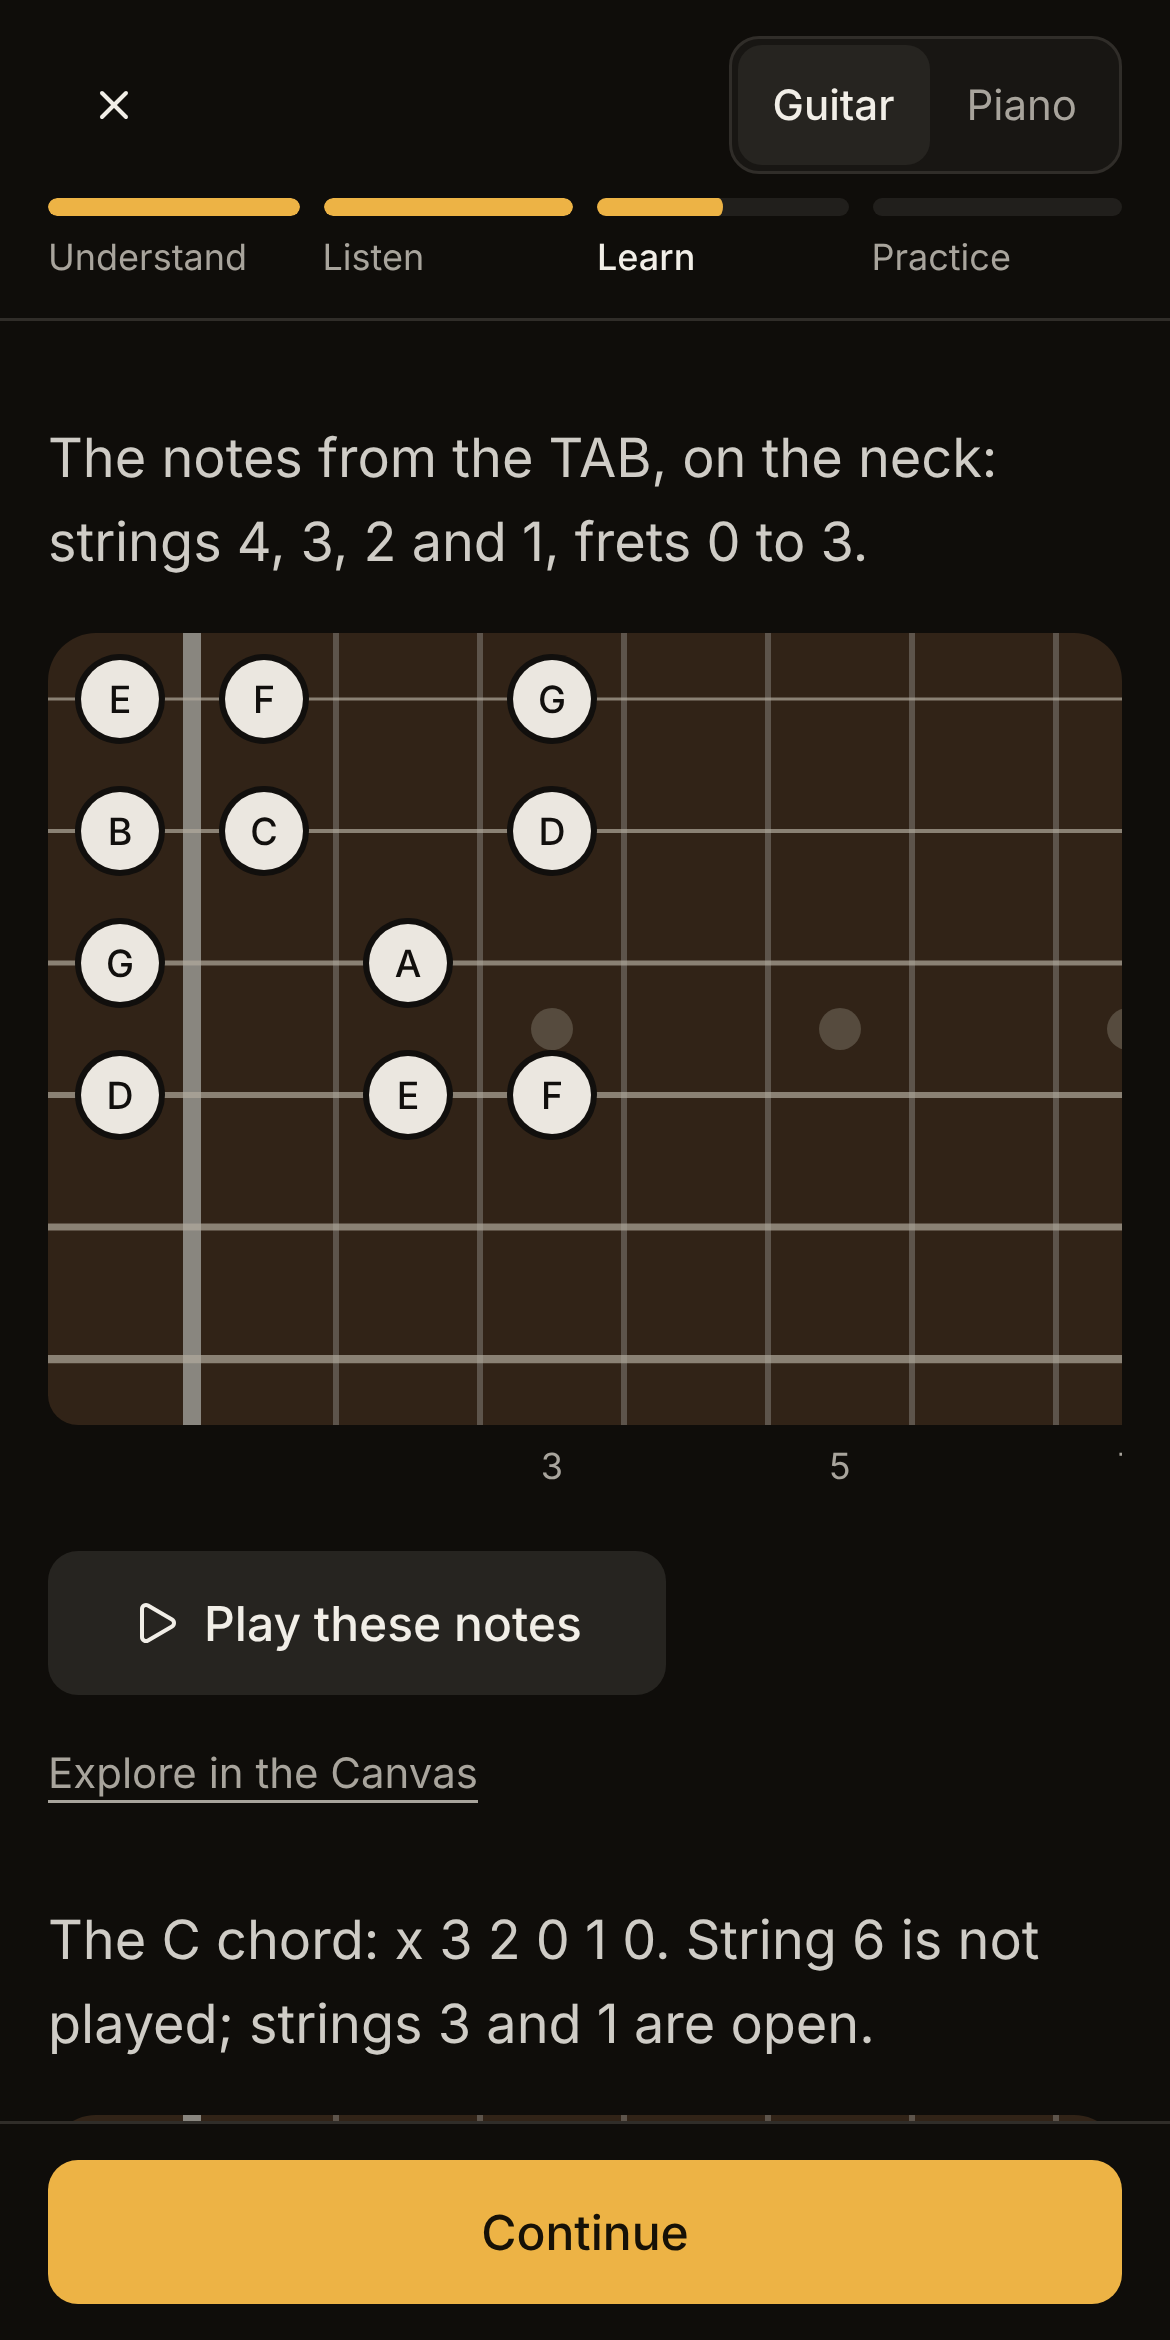 Guitar Piano
Understand Listen Learn Practice
The notes from the TAB, on the neck:
strings 4, 3, 2 and 1, frets 0 to 3.
E F G
B C D
G A
D E F
3 5
Play these notes
Explore in the Canvas
The C chord: x 3 2 0 1 0. String 6 is not
played; strings 3 and 1 are open.
Continue